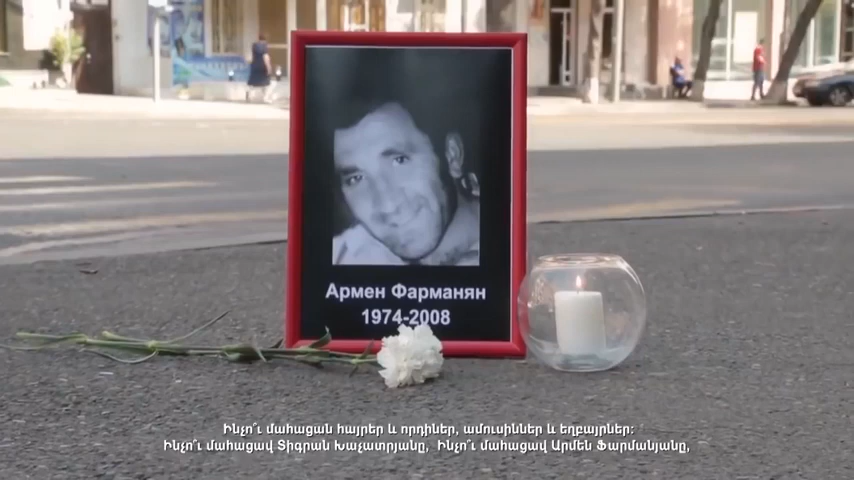 Армен Фарманян
1974-2008
Ինչո՞ւ մահացան հայրեր և որդիներ, ամուսիններ և եղբայրներ:
Ինչո՞ւ մահացավ Տիգրան Խաչատրյանը,  Ինչո՞ւ մահացավ Արմեն Ֆարմանյանը,